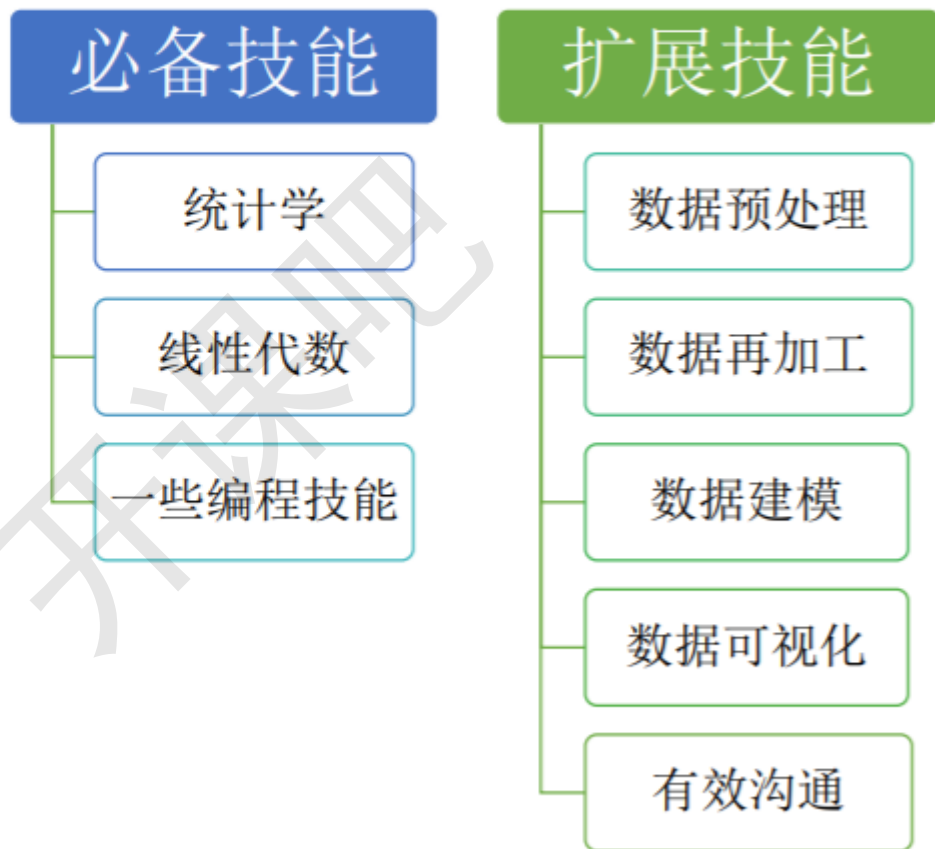 必备技能
统计学
线性代数
一些编程技能
扩展技能
数据预处理
数据再加工
数据建模
数据可视化
有效沟通
开课吧